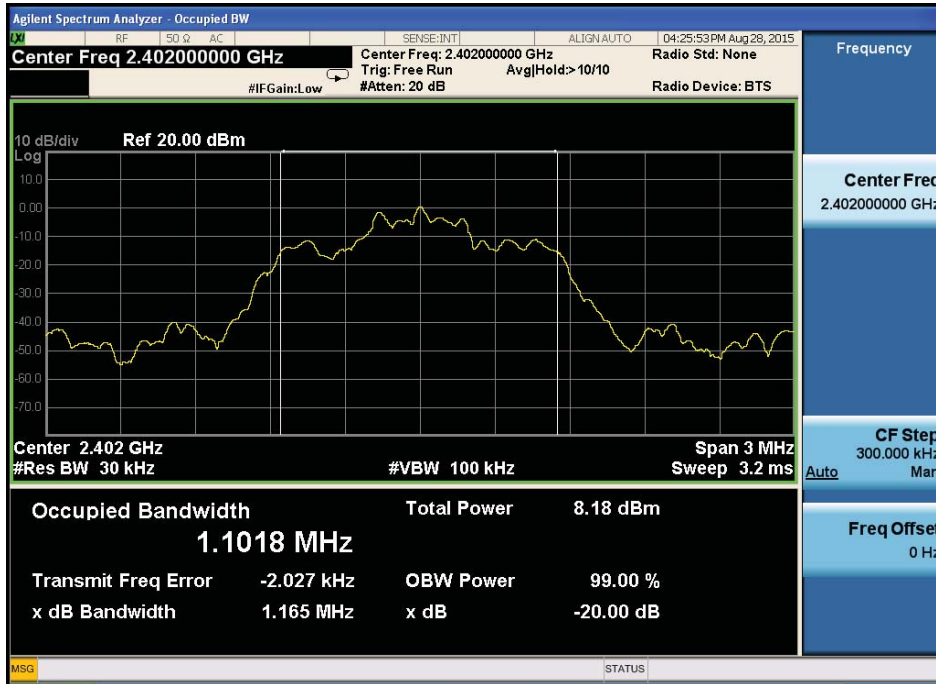 Agilent Spectrum Analyzer - Occupied BW
LXI RF 50 Ω AC SENSE:INT ALIGN AUTO 04:25:53 PM Aug 28, 2015
Center Freq 2.402000000 GHz
Center Freq: 2.402000000 GHz
Radio Std: None
Trig: Free Run Avg|Hold:>10/10
#IFGain:Low
#Atten: 20 dB
Radio Device: BTS
10 dB/div Ref 20.00 dBm
Log
10.0
0.00
-10.0
-20.0
-30.0
-40.0
-50.0
-60.0
-70.0
Center 2.402 GHz Span 3 MHz
#Res BW 30 kHz #VBW 100 kHz Sweep 3.2 ms
Occupied Bandwidth Total Power 8.18 dBm
1.1018 MHz
Transmit Freq Error -2.027 kHz OBW Power 99.00 %
x dB Bandwidth 1.165 MHz x dB -20.00 dB
MSG STATUS
Frequency
Center Freq
2.402000000 GHz
CF Step
300.000 kHz
Auto Man
Freq Offset
0 Hz